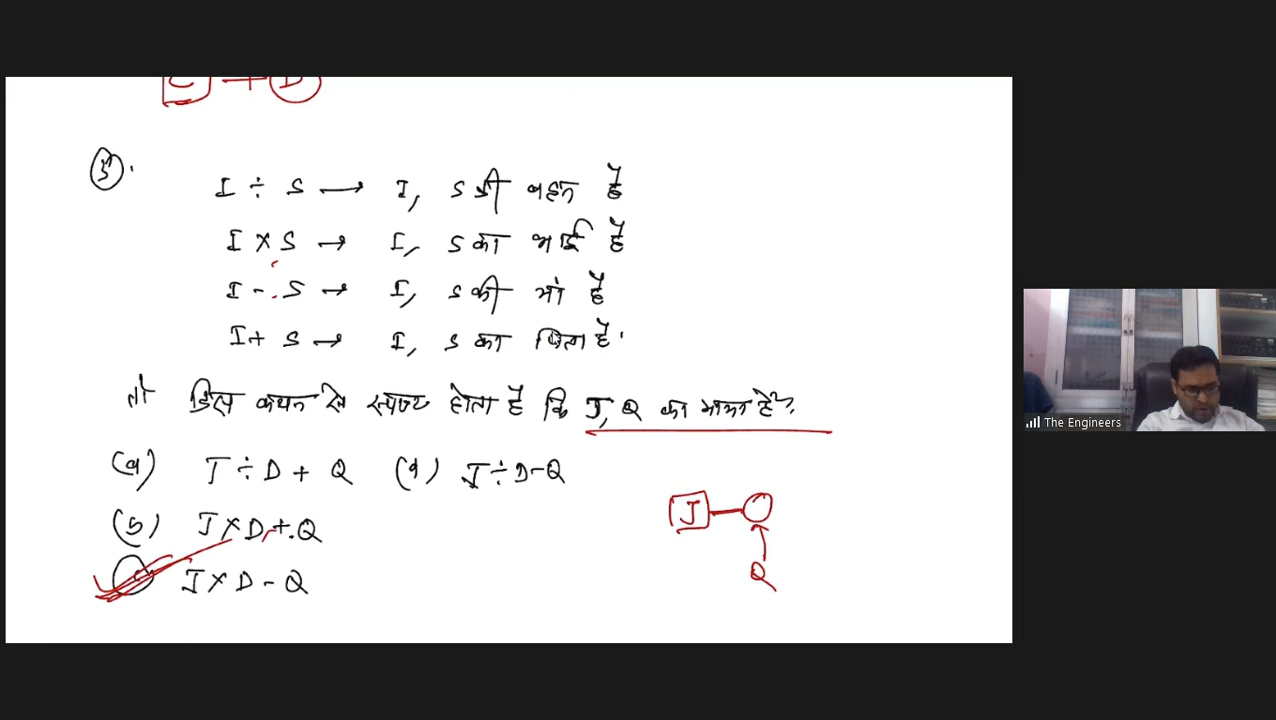 C + D
5.
I ÷ S → I, S की बहन है
I × S → I, S का भाई है
I - S → I, S की माँ है
I + S → I, S का पिता है.
तो किस कथन से स्पष्ट होता है कि J, Q का मामा है?
(a) J ÷ D + Q (d) J ÷ D - Q
(b) J × D + Q
J × D - Q
J
Q
The Engineers